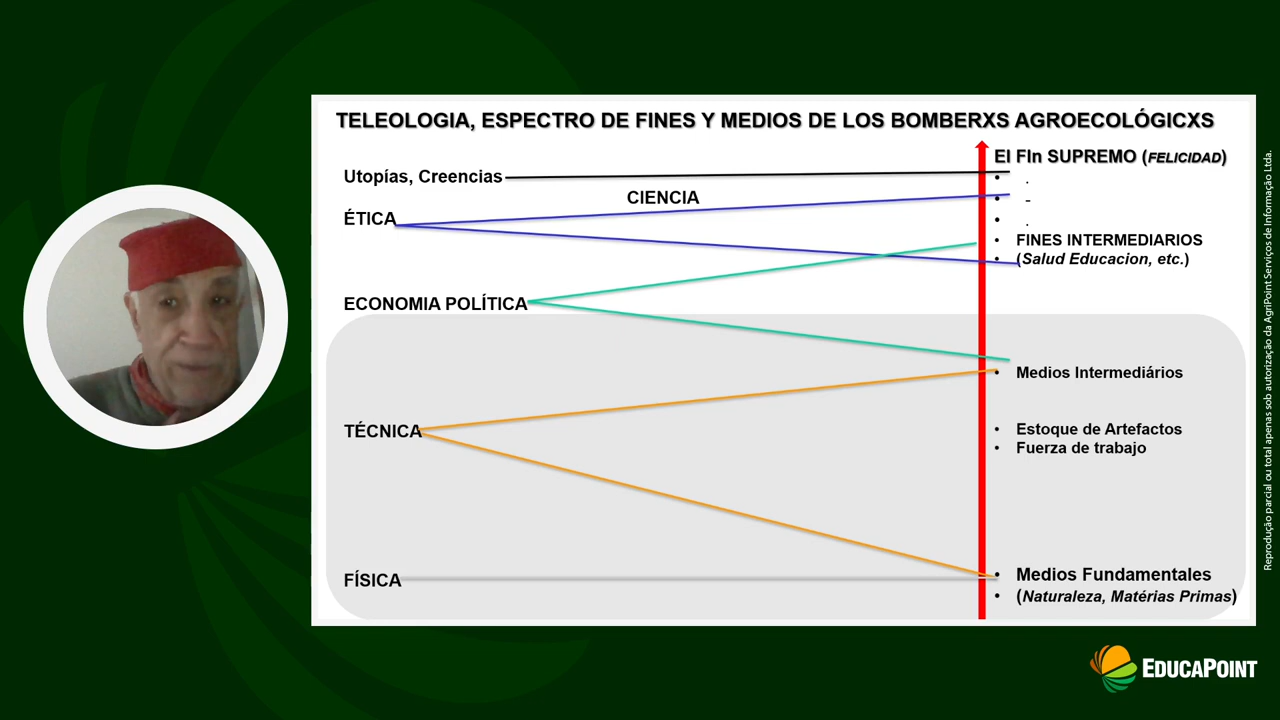 TELEOLOGIA, ESPECTRO DE FINES Y MEDIOS DE LOS BOMBERXS AGROECOLÓGICXS
El FIn SUPREMO (FELICIDAD)
Utopías, Creencias
• .
CIENCIA
• -
ÉTICA
• .
• FINES INTERMEDIARIOS
• (Salud Educacion, etc.)
ECONOMIA POLÍTICA
• Medios Intermediários
TÉCNICA
• Estoque de Artefactos
• Fuerza de trabajo
FÍSICA
• Medios Fundamentales
• (Naturaleza, Matérias Primas)
EDUCAPOINT
Reprodução parcial ou total apenas sob autorização da AgriPoint Serviços de Informação Ltda.